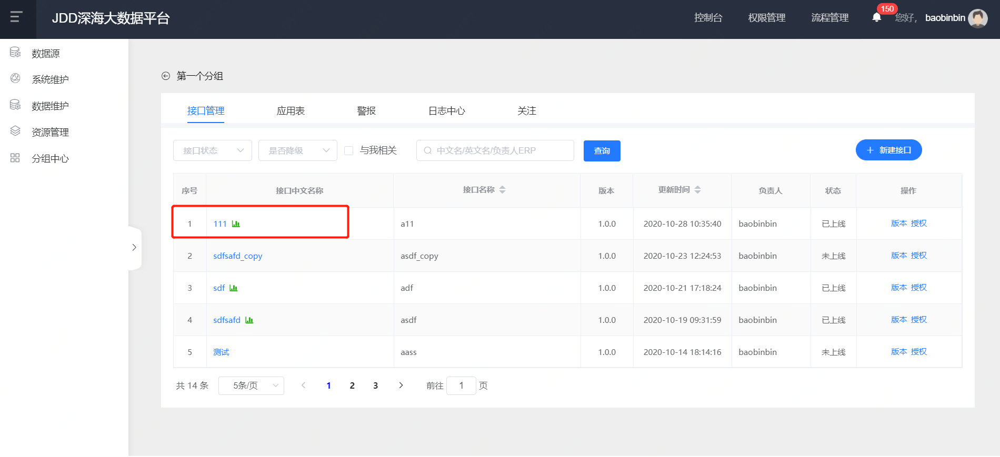 JDD深海大数据平台
控制台 权限管理 流程管理 150 您好, baobinbin
数据源
系统维护
数据维护
资源管理
分组中心
第一个分组
接口管理 应用表 警报 日志中心 关注
接口状态 是否降级 与我相关 中文名/英文名/负责人ERP 查询 新建接口
序号 接口中文名称 接口名称 版本 更新时间 负责人 状态 操作
1 111 a11 1.0.0 2020-10-28 10:35:40 baobinbin 已上线 版本 授权
2 sdfsafd_copy asdf_copy 1.0.0 2020-10-23 12:24:53 baobinbin 未上线 版本 授权
3 sdf adf 1.0.0 2020-10-21 17:18:24 baobinbin 已上线 版本 授权
4 sdfsafd asdf 1.0.0 2020-10-19 09:31:59 baobinbin 已上线 版本 授权
5 测试 aass 1.0.0 2020-10-14 18:14:16 baobinbin 未上线 版本 授权
共 14 条 5条/页 1 2 3 前往 1 页